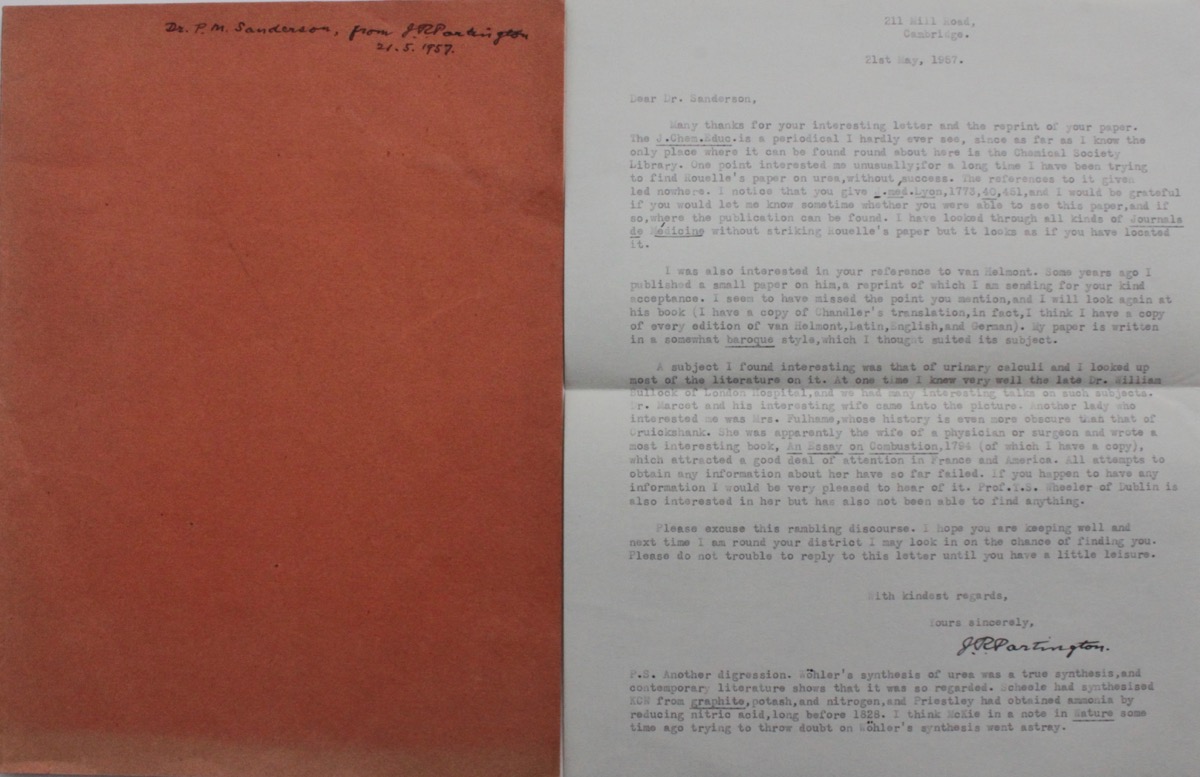 Dr. P. M. Sanderson, from J.R.Partington
21.5.1957.
211 Mill Road,
Cambridge.
21st May, 1957.
Dear Dr. Sanderson,
Many thanks for your interesting letter and the reprint of your paper.
The J.Chem.Educ.is a periodical I hardly ever see, since as far as I know the
only place where it can be found round about here is the Chemical Society
Library. One point interested me unusually;for a long time I have been trying
to find Rouelle's paper on urea,without success. The references to it given
led nowhere. I notice that you give J.méd.Lyon,1773,40,451,and I would be grateful
if you would let me know sometime whether you were able to see this paper,and if
so,where the publication can be found. I have looked through all kinds of Journals
de Médicine without striking Rouelle's paper but it looks as if you have located
it.
I was also interested in your reference to van Helmont. Some years ago I
published a small paper on him,a reprint of which I am sending for your kind
acceptance. I seem to have missed the point you mention,and I will look again at
his book (I have a copy of Chandler's translation,in fact,I think I have a copy
of every edition of van Helmont,Latin,English,and German). My paper is written
in a somewhat baroque style,which I thought suited its subject.
A subject I found interesting was that of urinary calculi and I looked up
most of the literature on it. At one time I knew very well the late Dr. William
Bullock of London Hospital,and we had many interesting talks on such subjects.
Dr. Marcet and his interesting wife came into the picture. Another lady who
interested me was Mrs. Fulhame,whose history is even more obscure than that of
Cruickshank. She was apparently the wife of a physician or surgeon and wrote a
most interesting book, An Essay on Combustion,1794 (of which I have a copy),
which attracted a good deal of attention in France and America. All attempts to
obtain any information about her have so far failed. If you happen to have any
information I would be very pleased to hear of it. Prof.T.S. Wheeler of Dublin is
also interested in her but has also not been able to find anything.
Please excuse this rambling discourse. I hope you are keeping well and
next time I am round your district I may look in on the chance of finding you.
Please do not trouble to reply to this letter until you have a little leisure.
With kindest regards,
Yours sincerely,
J.R.Partington.
P.S. Another digression. Wöhler's synthesis of urea was a true synthesis,and
contemporary literature shows that it was so regarded. Scheele had synthesised
KCN from graphite,potash,and nitrogen,and Priestley had obtained ammonia by
reducing nitric acid,long before 1828. I think McKie in a note in Nature some
time ago trying to throw doubt on Wöhler's synthesis went astray.